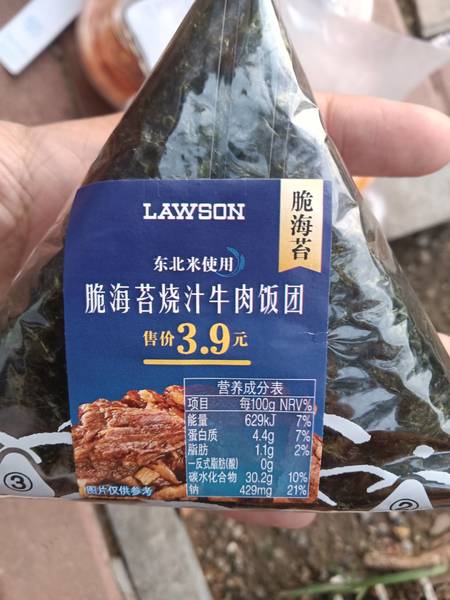 LAWSON
脆海苔
东北米使用
脆海苔烧汁牛肉饭团
售价3.9元
营养成分表
项目 每100g NRV%
能量 629kJ 7%
蛋白质 4.4g 7%
脂肪 1.1g 2%
—反式脂肪(酸) 0g
碳水化合物 30.2g 10%
钠 429mg 21%
图片仅供参考
③
②